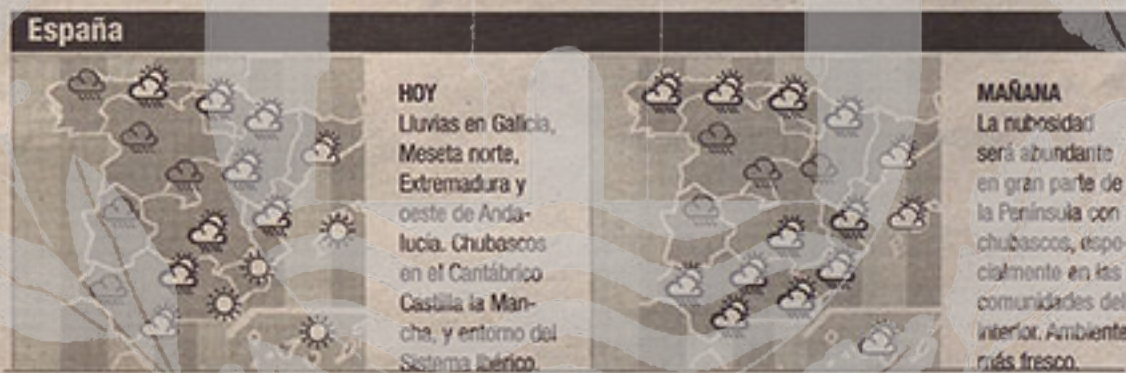 España
HOY
Lluvias en Galicia,
Meseta norte,
Extremadura y
oeste de Anda-
lucía. Chubascos
en el Cantábrico
Castilla la Man-
cha, y entorno del
Sistema Ibérico.
MAÑANA
La nubosidad
será abundante
en gran parte de
la Península con
chubascos, espe-
cialmente en las
comunidades del
interior. Ambiente
más fresco.